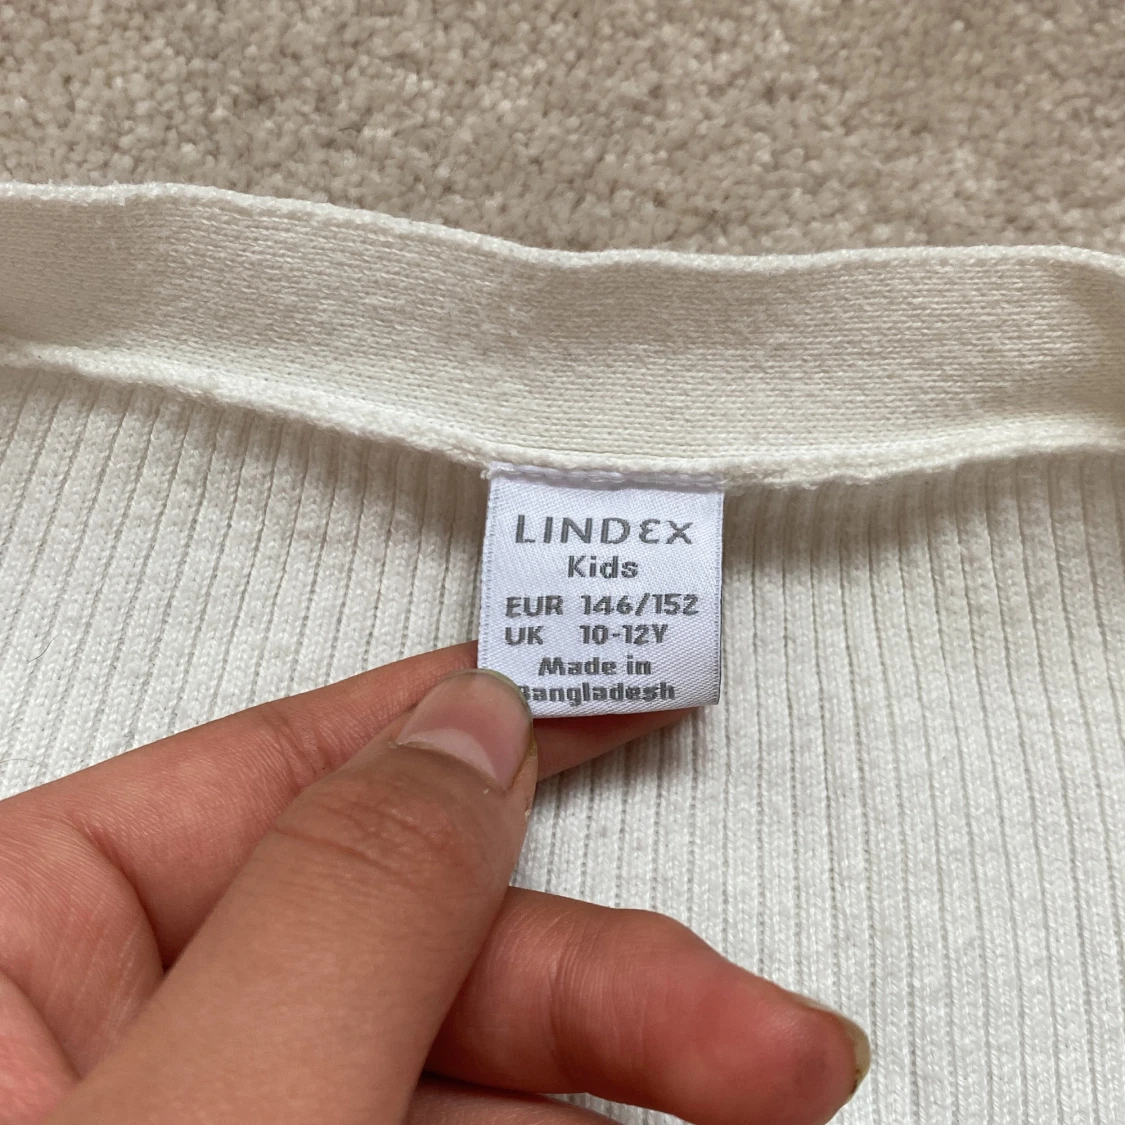 LINDEX
Kids
EUR 146/152
UK 10-12Y
Made in
Bangladesh